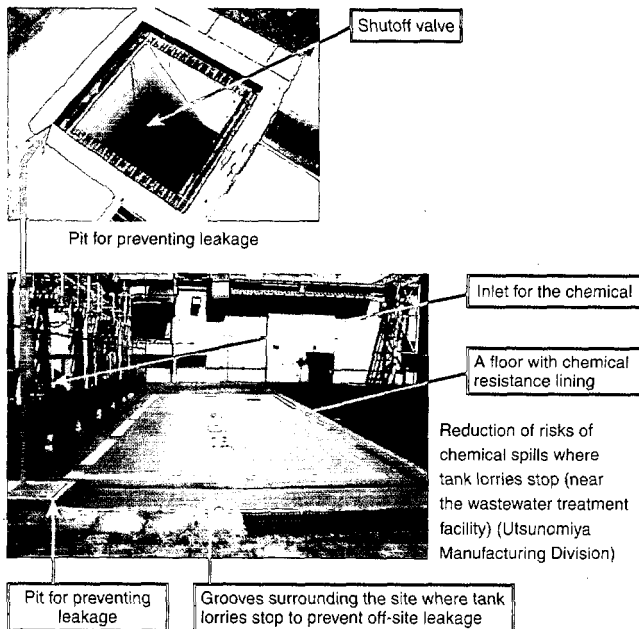 Shutoff valve
Pit for preventing leakage
Inlet for the chemical
A floor with chemical
resistance lining
Reduction of risks of
chemical spills where
tank lorries stop (near
the wastewater treatment
facility) (Utsunomiya
Manufacturing Division)
Pit for preventing
leakage
Grooves surrounding the site where tank
lorries stop to prevent off-site leakage